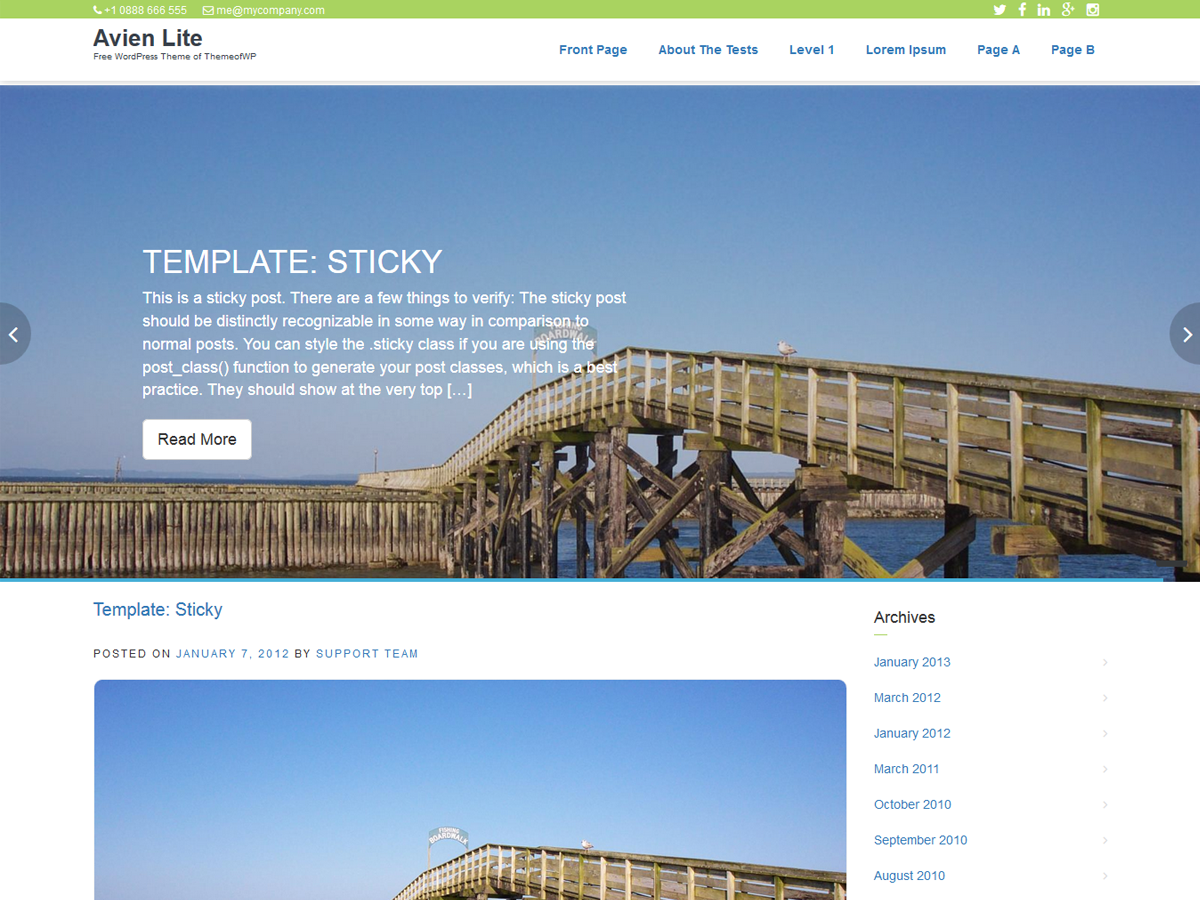 +1 0888 666 555 me@mycompany.com
Avien Lite
Free WordPress Theme of ThemeofWP
Front Page About The Tests Level 1 Lorem Ipsum Page A Page B
TEMPLATE: STICKY
This is a sticky post. There are a few things to verify: The sticky post
should be distinctly recognizable in some way in comparison to
normal posts. You can style the .sticky class if you are using the
post_class() function to generate your post classes, which is a best
practice. They should show at the very top […]
FISHING
BOARDWALK
Read More
Template: Sticky
POSTED ON JANUARY 7, 2012 BY SUPPORT TEAM
FISHING
BOARDWALK
Archives
January 2013
March 2012
January 2012
March 2011
October 2010
September 2010
August 2010